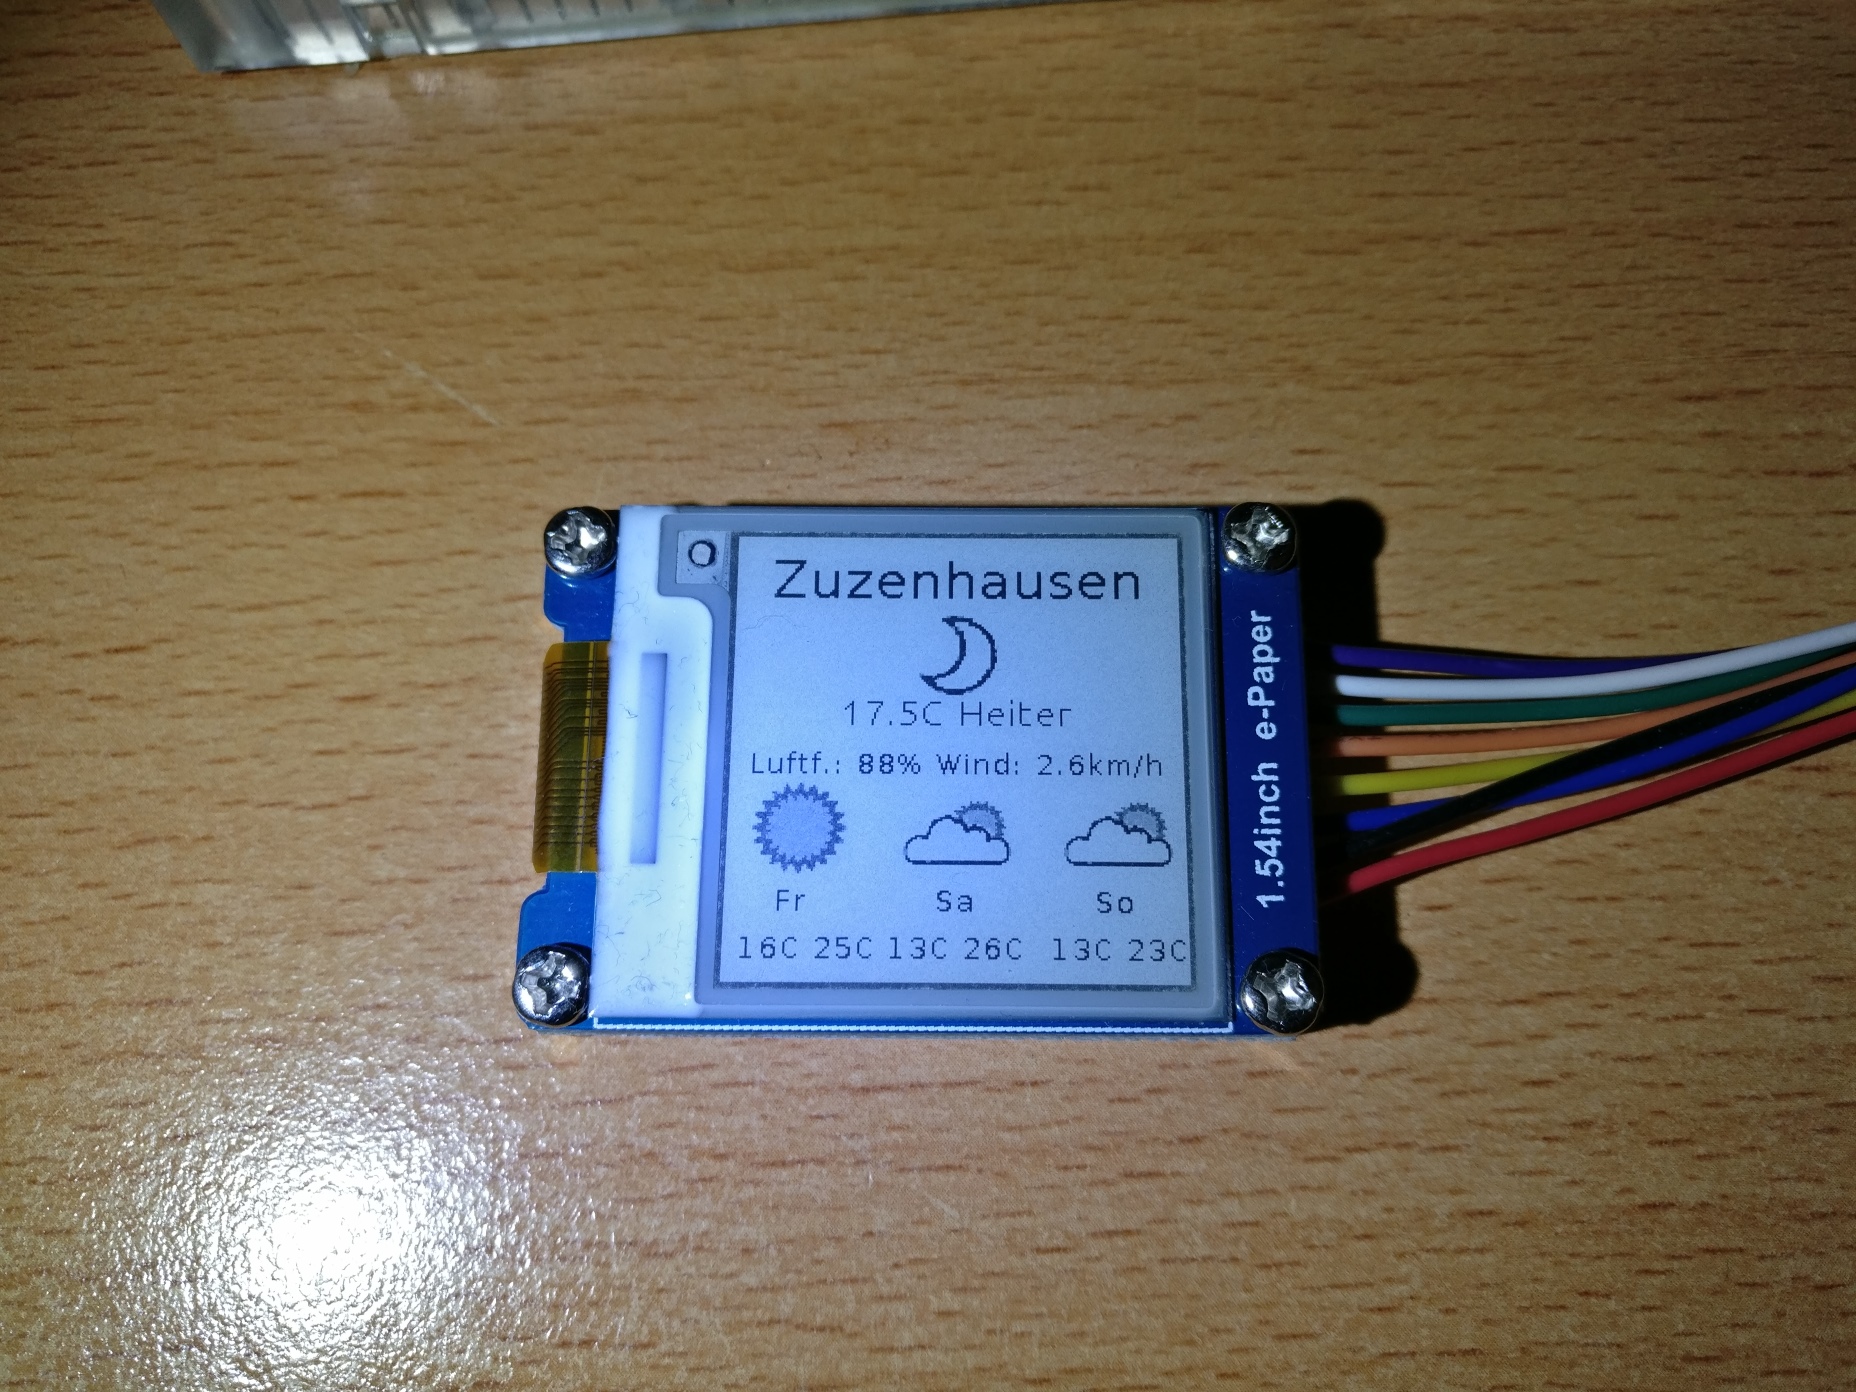 Zuzenhausen
17.5C Heiter
Luftf.: 88% Wind: 2.6km/h
Fr Sa So
16C 25C 13C 26C 13C 23C
1.54inch e-Paper